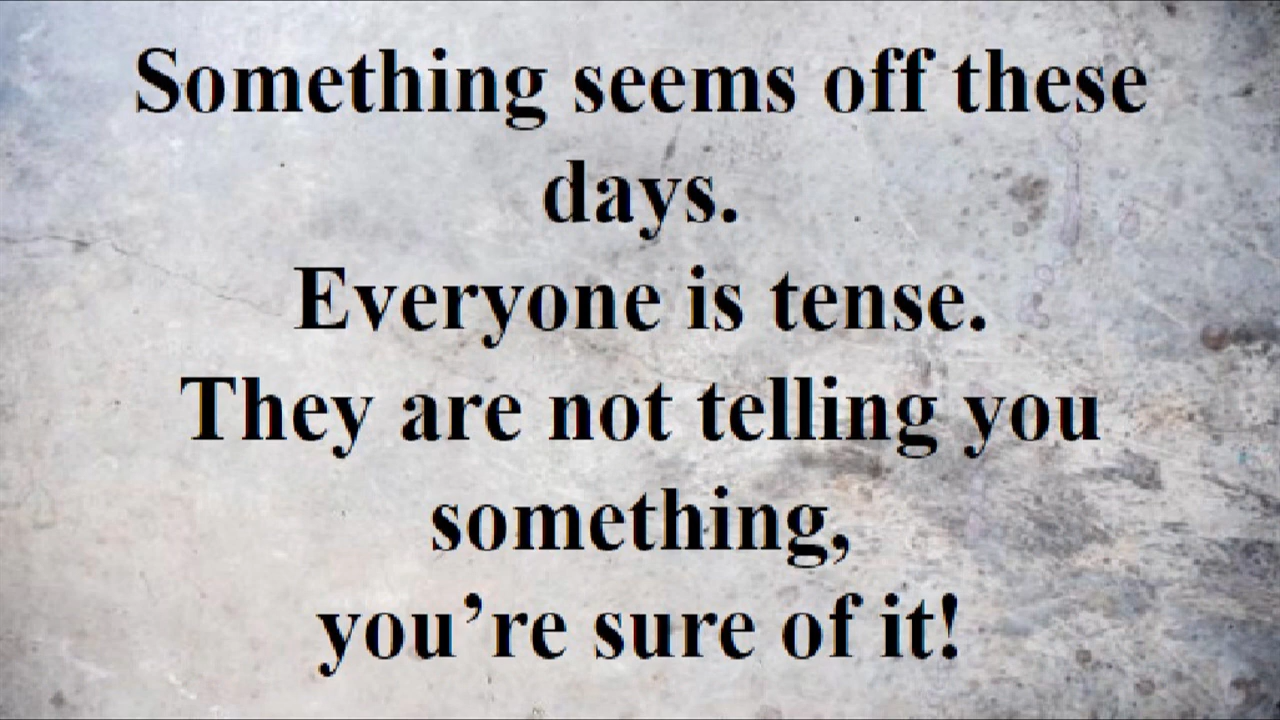 Something seems off these
days.
Everyone is tense.
They are not telling you
something,
you’re sure of it!